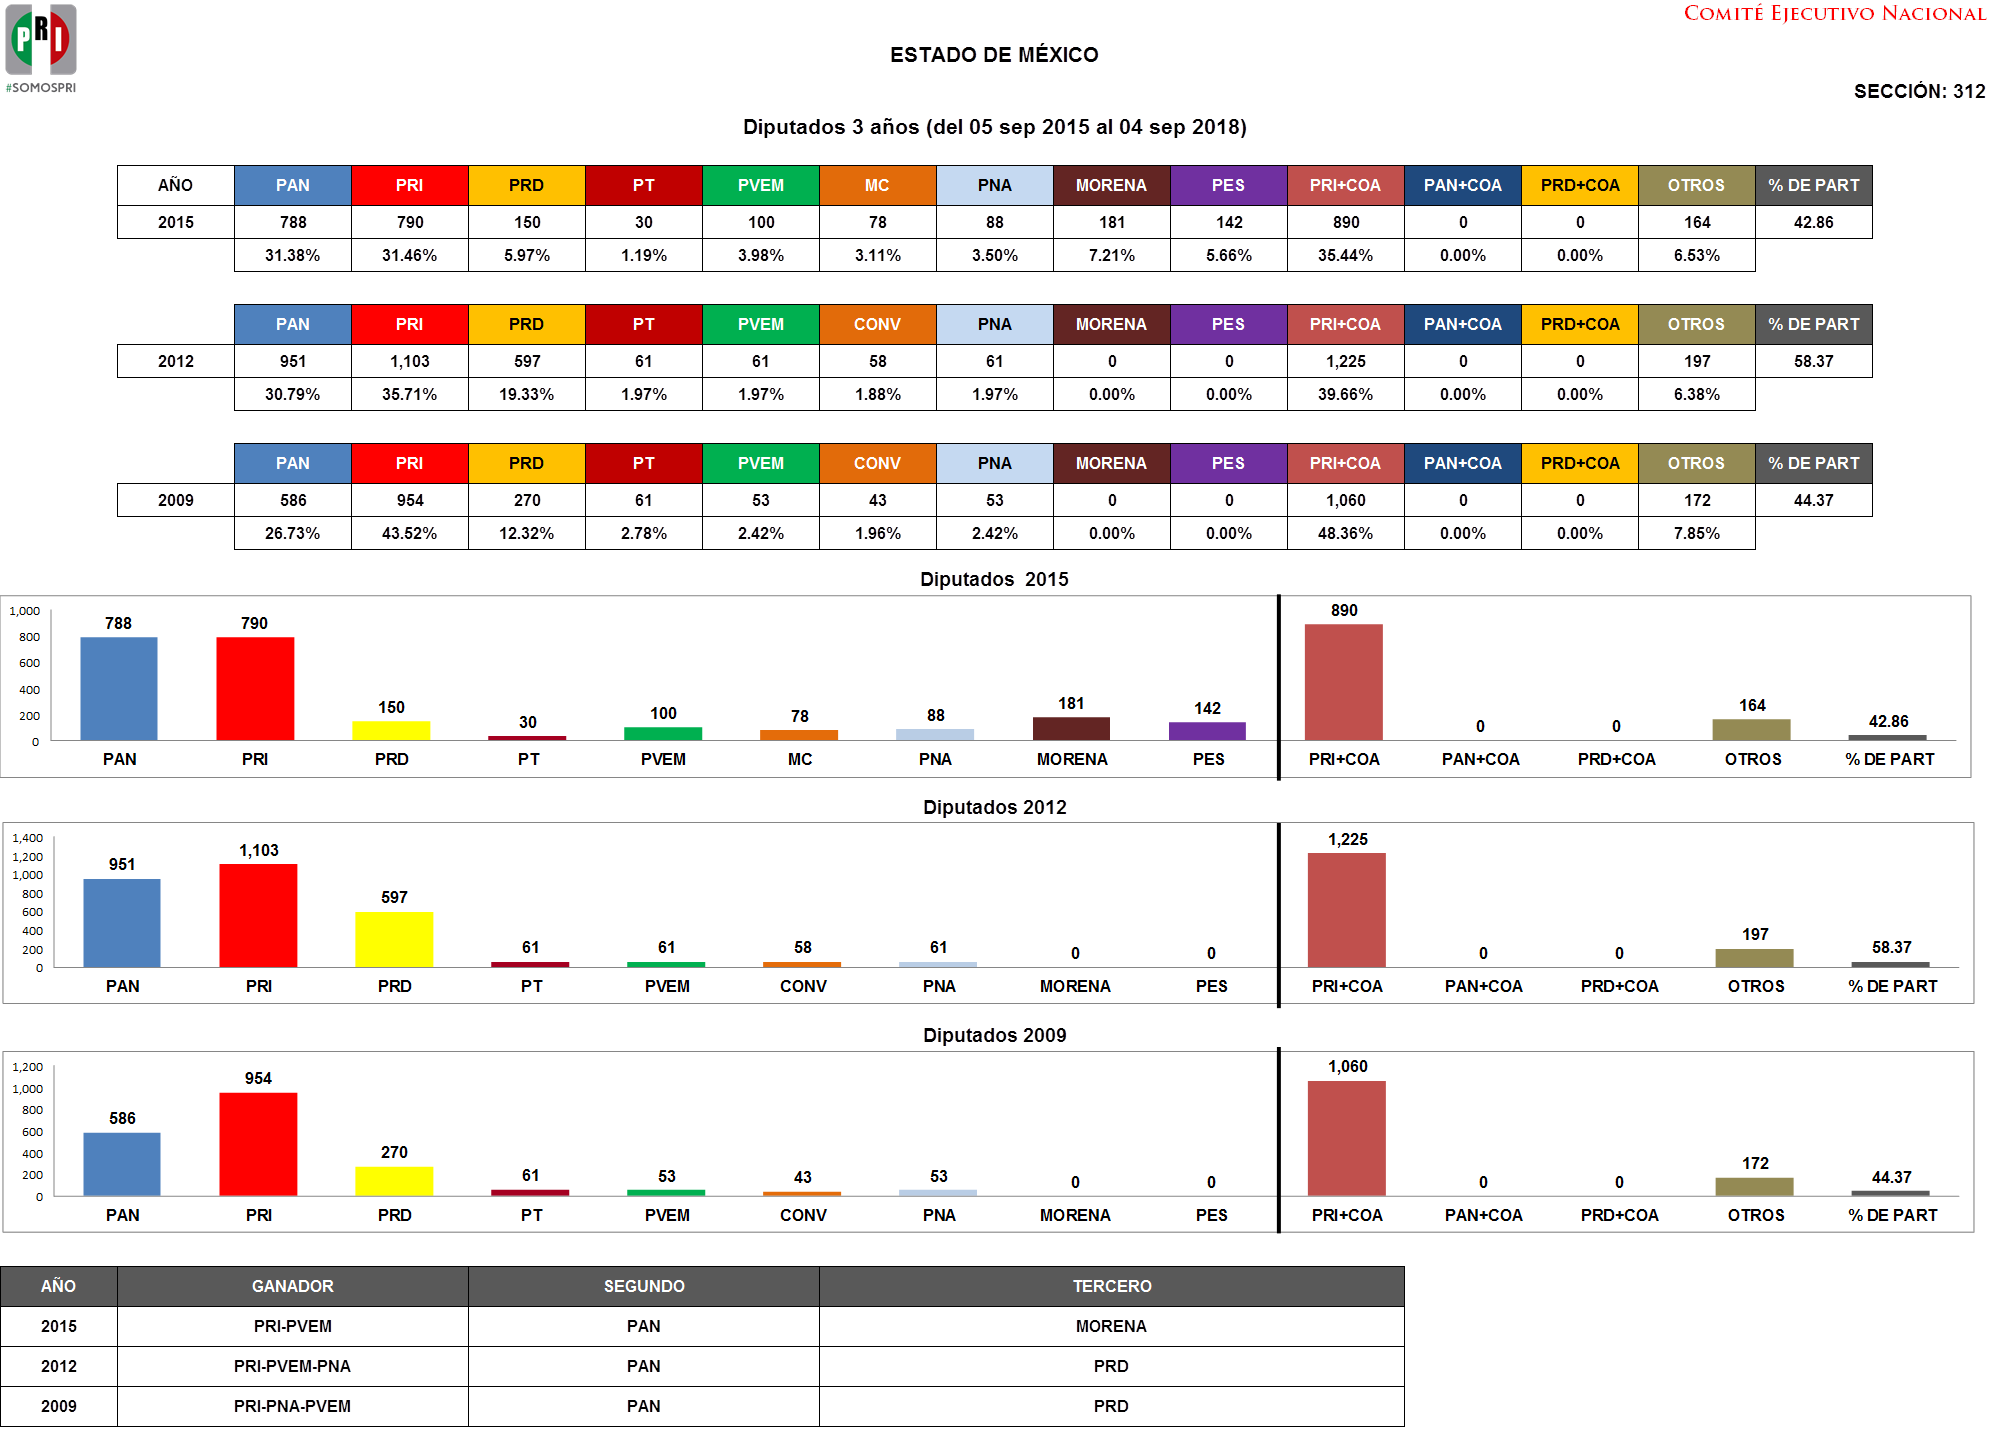 PRI
#SOMOSPRI
COMITÉ EJECUTIVO NACIONAL
ESTADO DE MÉXICO
SECCIÓN: 312
Diputados 3 años (del 05 sep 2015 al 04 sep 2018)
AÑO PAN PRI PRD PT PVEM MC PNA MORENA PES PRI+COA PAN+COA PRD+COA OTROS % DE PART
2015 788 790 150 30 100 78 88 181 142 890 0 0 164 42.86
31.38% 31.46% 5.97% 1.19% 3.98% 3.11% 3.50% 7.21% 5.66% 35.44% 0.00% 0.00% 6.53%
PAN PRI PRD PT PVEM CONV PNA MORENA PES PRI+COA PAN+COA PRD+COA OTROS % DE PART
2012 951 1,103 597 61 61 58 61 0 0 1,225 0 0 197 58.37
30.79% 35.71% 19.33% 1.97% 1.97% 1.88% 1.97% 0.00% 0.00% 39.66% 0.00% 0.00% 6.38%
PAN PRI PRD PT PVEM CONV PNA MORENA PES PRI+COA PAN+COA PRD+COA OTROS % DE PART
2009 586 954 270 61 53 43 53 0 0 1,060 0 0 172 44.37
26.73% 43.52% 12.32% 2.78% 2.42% 1.96% 2.42% 0.00% 0.00% 48.36% 0.00% 0.00% 7.85%
Diputados 2015
1,000
800
600
400
200
0
788 790 150 30 100 78 88 181 142 890 0 0 164 42.86
PAN PRI PRD PT PVEM MC PNA MORENA PES PRI+COA PAN+COA PRD+COA OTROS % DE PART
Diputados 2012
1,400
1,200
1,000
800
600
400
200
0
951 1,103 597 61 61 58 61 0 0 1,225 0 0 197 58.37
PAN PRI PRD PT PVEM CONV PNA MORENA PES PRI+COA PAN+COA PRD+COA OTROS % DE PART
Diputados 2009
1,200
1,000
800
600
400
200
0
586 954 270 61 53 43 53 0 0 1,060 0 0 172 44.37
PAN PRI PRD PT PVEM CONV PNA MORENA PES PRI+COA PAN+COA PRD+COA OTROS % DE PART
AÑO GANADOR SEGUNDO TERCERO
2015 PRI-PVEM PAN MORENA
2012 PRI-PVEM-PNA PAN PRD
2009 PRI-PNA-PVEM PAN PRD